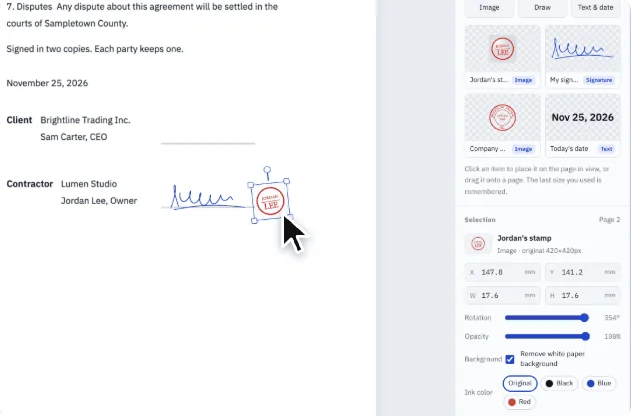 7. Disputes Any dispute about this agreement will be settled in the
courts of Sampletown County.
Signed in two copies. Each party keeps one.
November 25, 2026
Client Brightline Trading Inc.
Sam Carter, CEO
Contractor Lumen Studio
Jordan Lee, Owner
JORDAN
LEE
Image Draw Text & date
Jordan's st... Image
My sign... Signature
Company ... Image
Nov 25, 2026
Today's date Text
Click an item to place it on the page in view, or
drag it onto a page. The last size you used is
remembered.
Selection Page 2
Jordan's stamp
Image · original 420×420px
X 147.8 mm Y 141.2 mm
W 17.6 mm H 17.6 mm
Rotation 354°
Opacity 100%
Background Remove white paper
background
Ink color Original Black Blue
Red